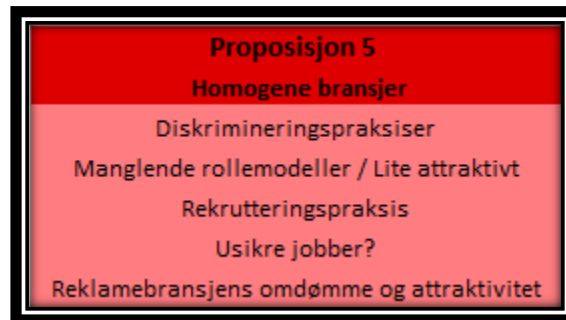 Proposisjon 5
Homogene bransjer
Diskrimineringspraksiser
Manglende rollemodeller / Lite attraktivt
Rekrutteringspraksis
Usikre jobber?
Reklamebransjens omdømme og attraktivitet